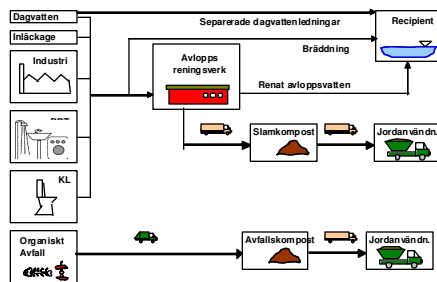 Dagvatten
Inläckage
Industri
KL
Organiskt
Avfall
Separerade dagvattenledningar
Bräddning
Recipient
Avlopps
reningsverk
Renat avloppsvatten
Slamkompost
Jordanvändn.
Avfallskompost
Jordanvändn.